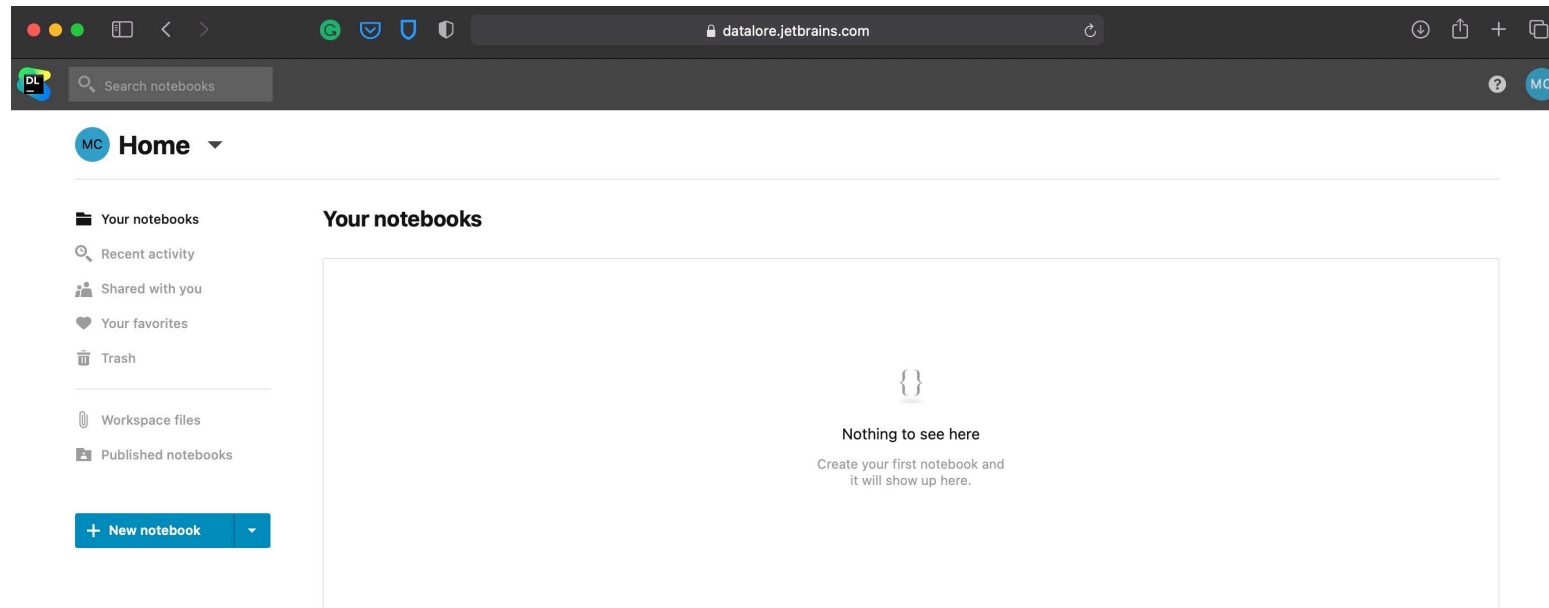 datalore.jetbrains.com
DL
Search notebooks
?
MC
MC Home
Your notebooks
Recent activity
Shared with you
Your favorites
Trash
Workspace files
Published notebooks
+ New notebook
Your notebooks
{}
Nothing to see here
Create your first notebook and
it will show up here.